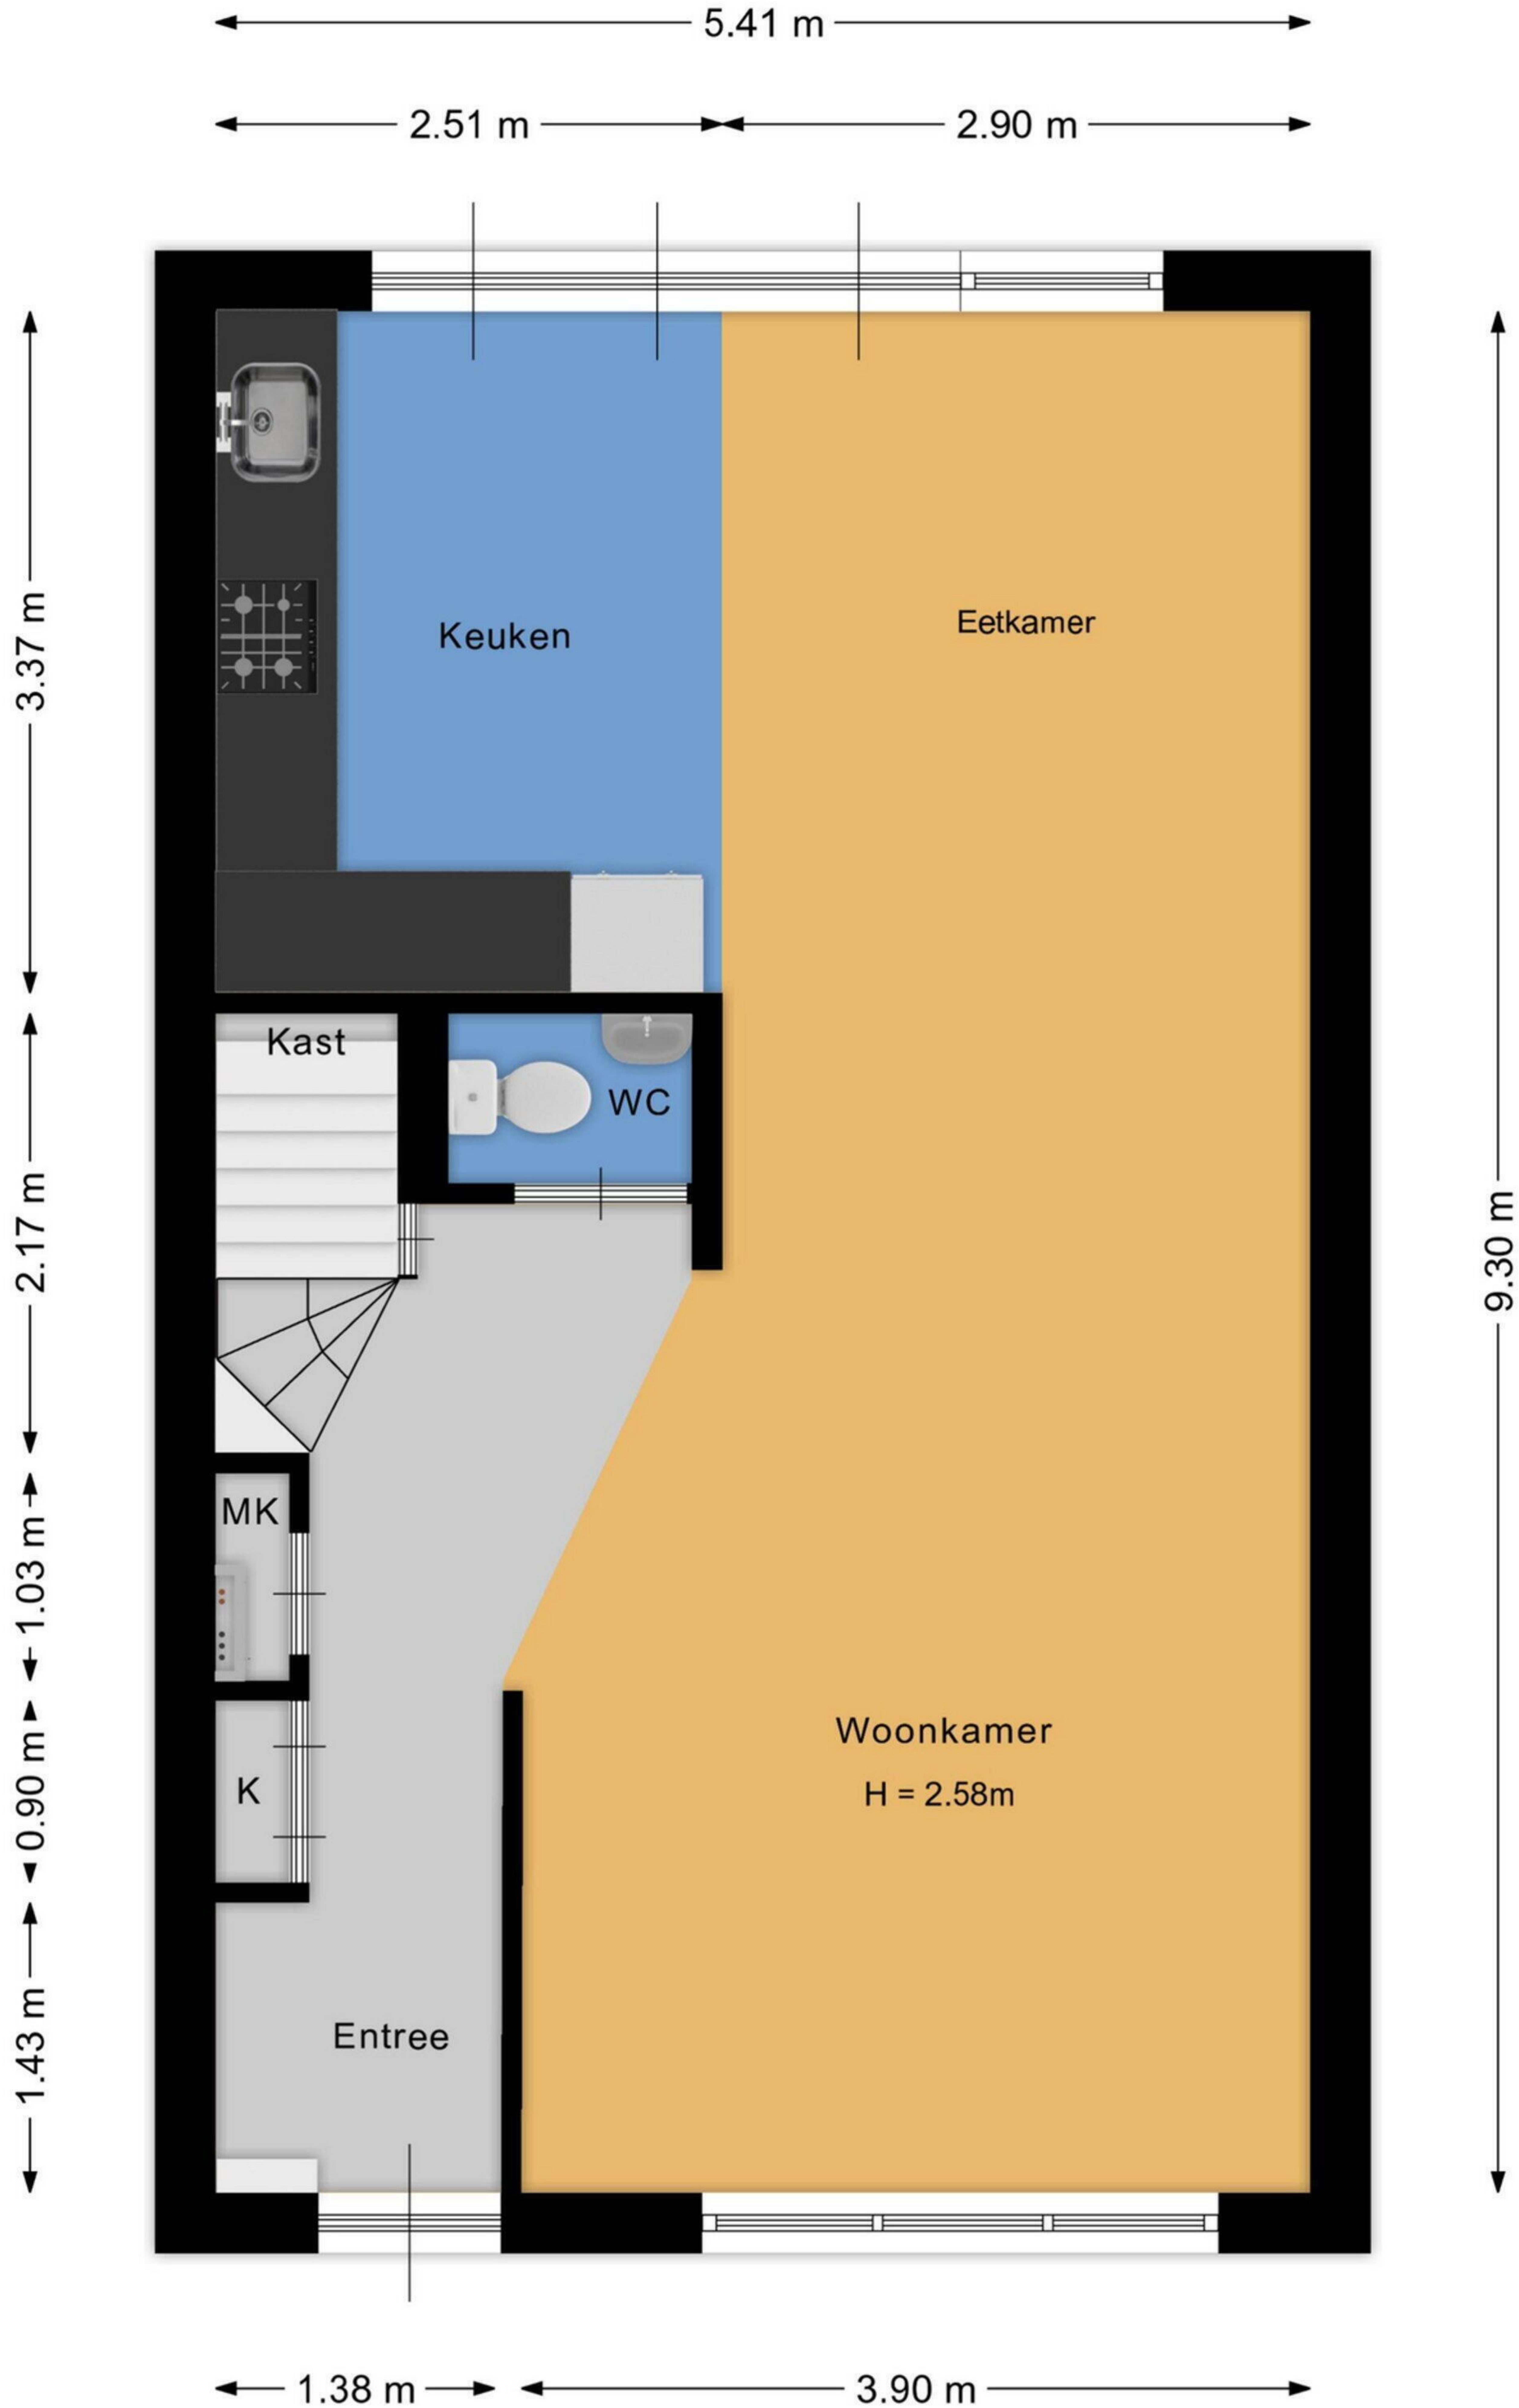 5.41 m
2.51 m
2.90 m
Keuken
Eetkamer
3.37 m
Kast
WC
2.17 m
9.30 m
MK
1.03 m
Woonkamer
K
H = 2.58m
0.90 m
Entree
1.43 m
1.38 m
3.90 m